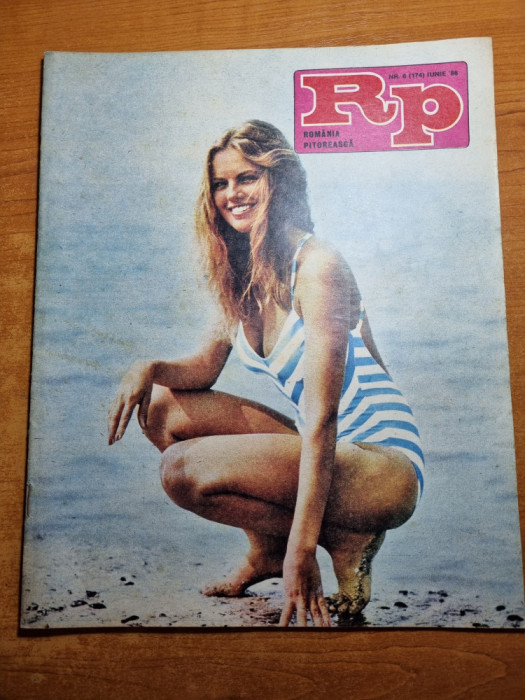 NR. 6 (174) IUNIE '86
Rp
ROMÂNIA
PITOREASCĂ